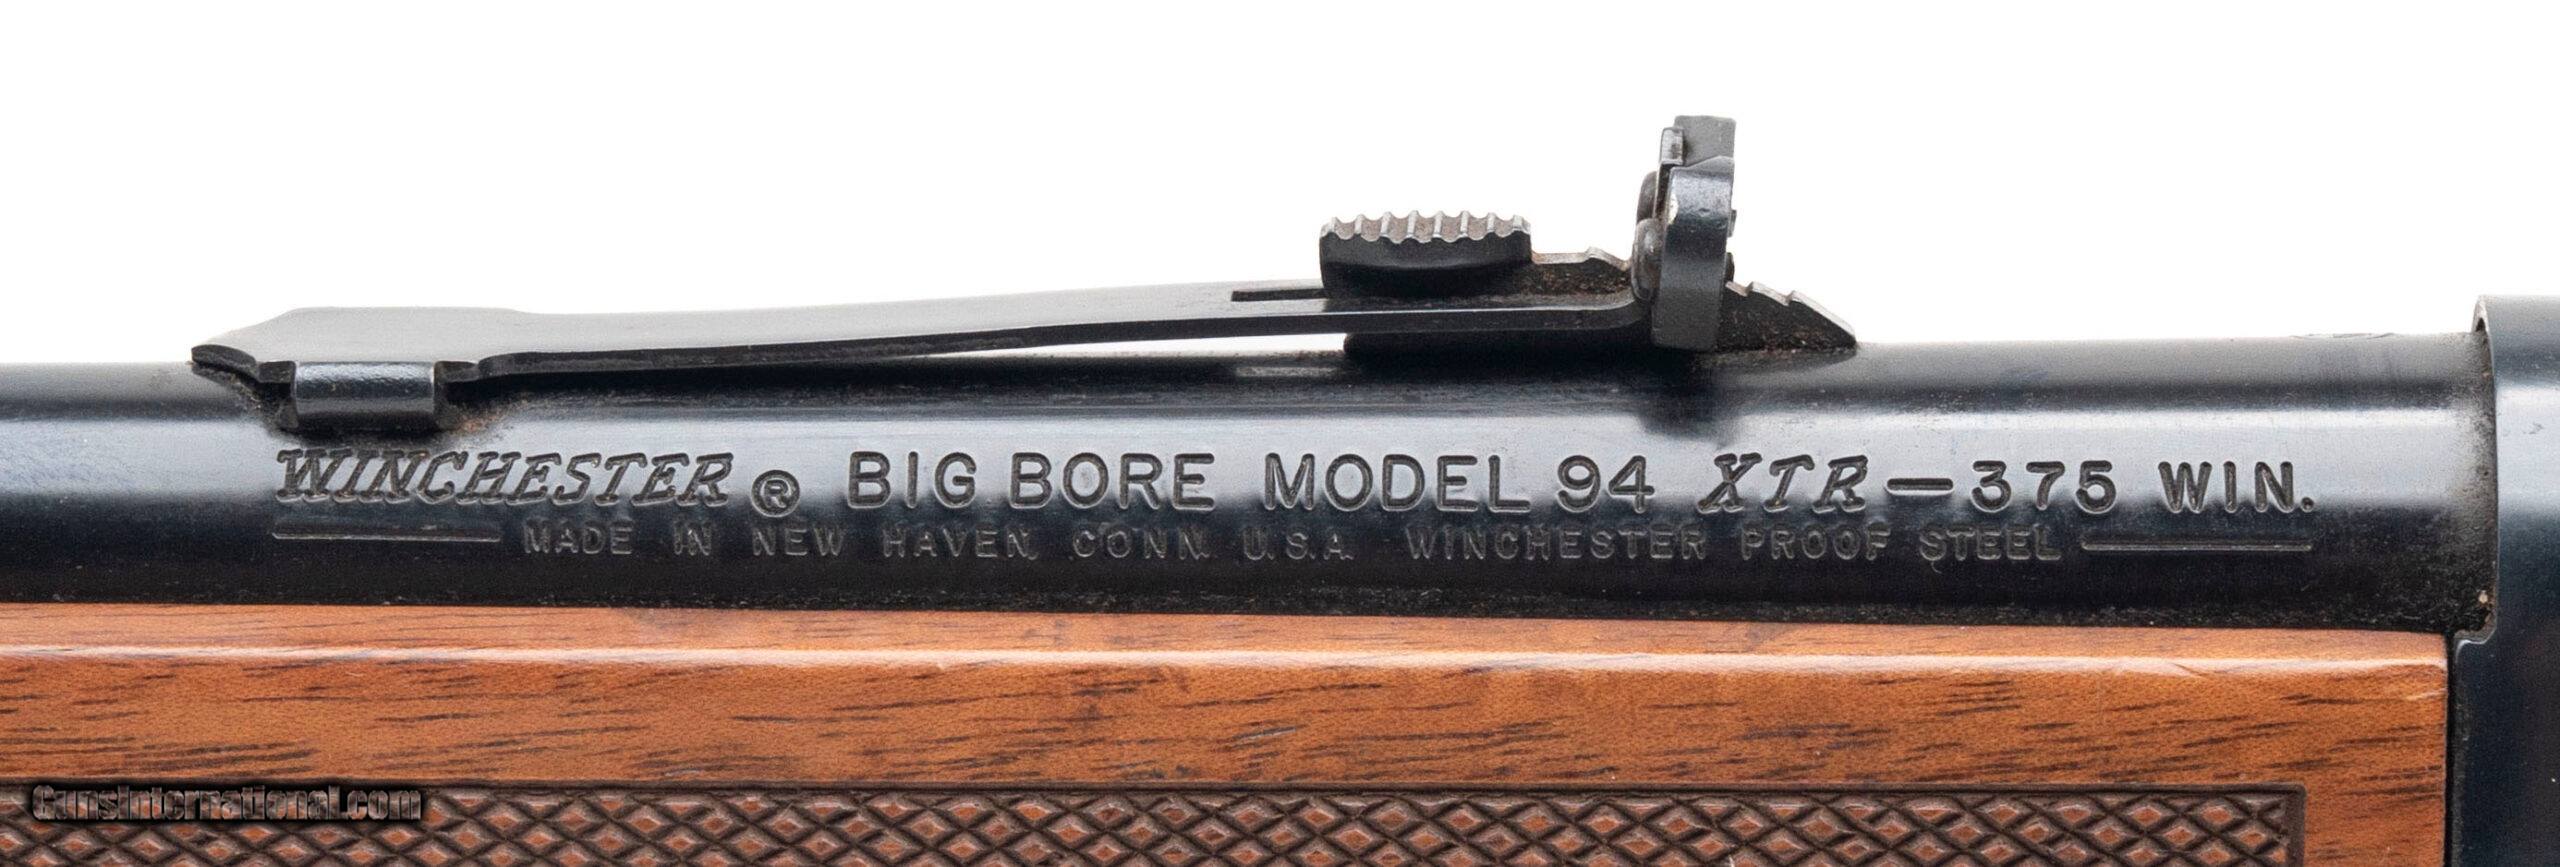 WINCHESTER® BIG BORE MODEL 94 XTR—375 WIN.
MADE IN NEW HAVEN, CONN. U.S.A. WINCHESTER PROOF STEEL
GunsInternational.com